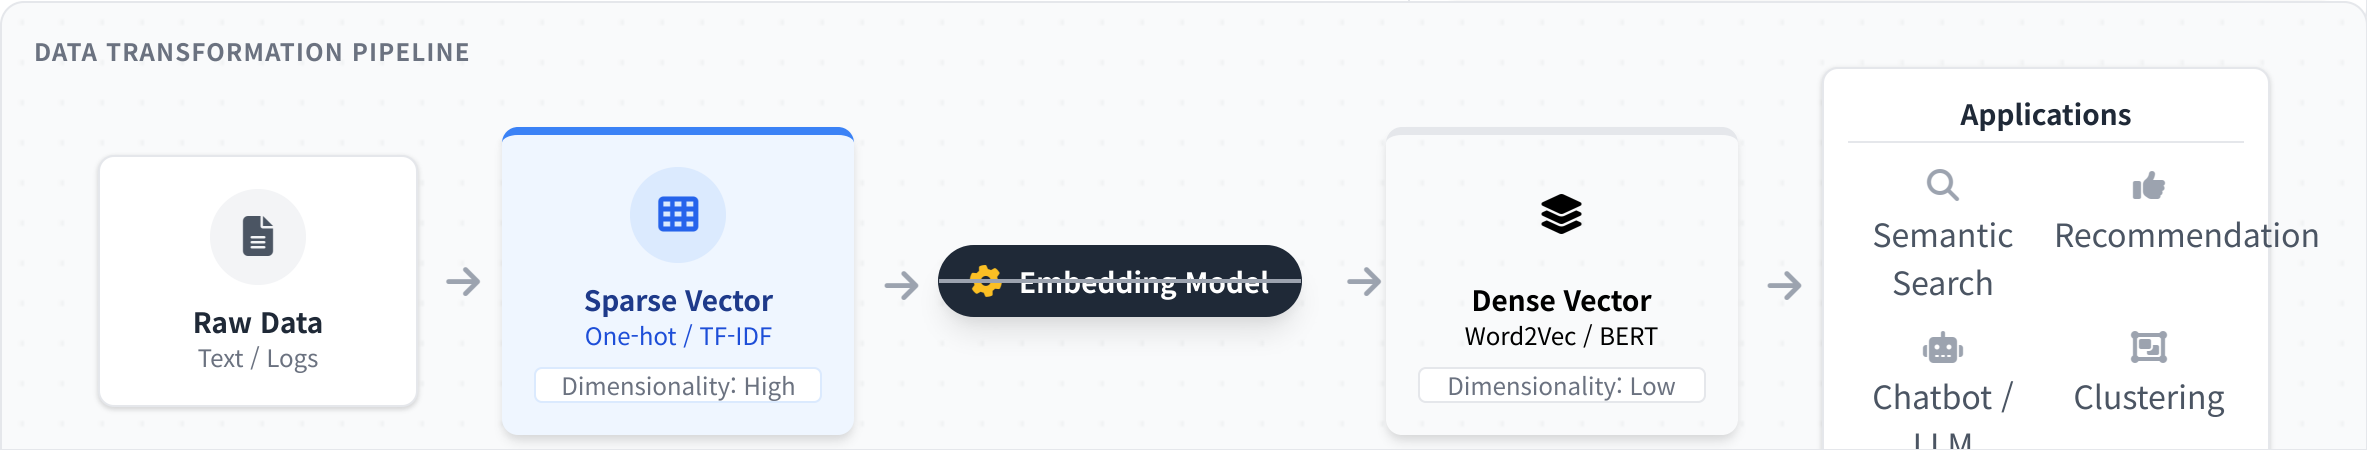 DATA TRANSFORMATION PIPELINE
Raw Data
Text / Logs
Sparse Vector
One-hot / TF-IDF
Dimensionality: High
Embedding Model
Dense Vector
Word2Vec / BERT
Dimensionality: Low
Applications
Semantic
Search
Recommendation
Chatbot /
LLM
Clustering